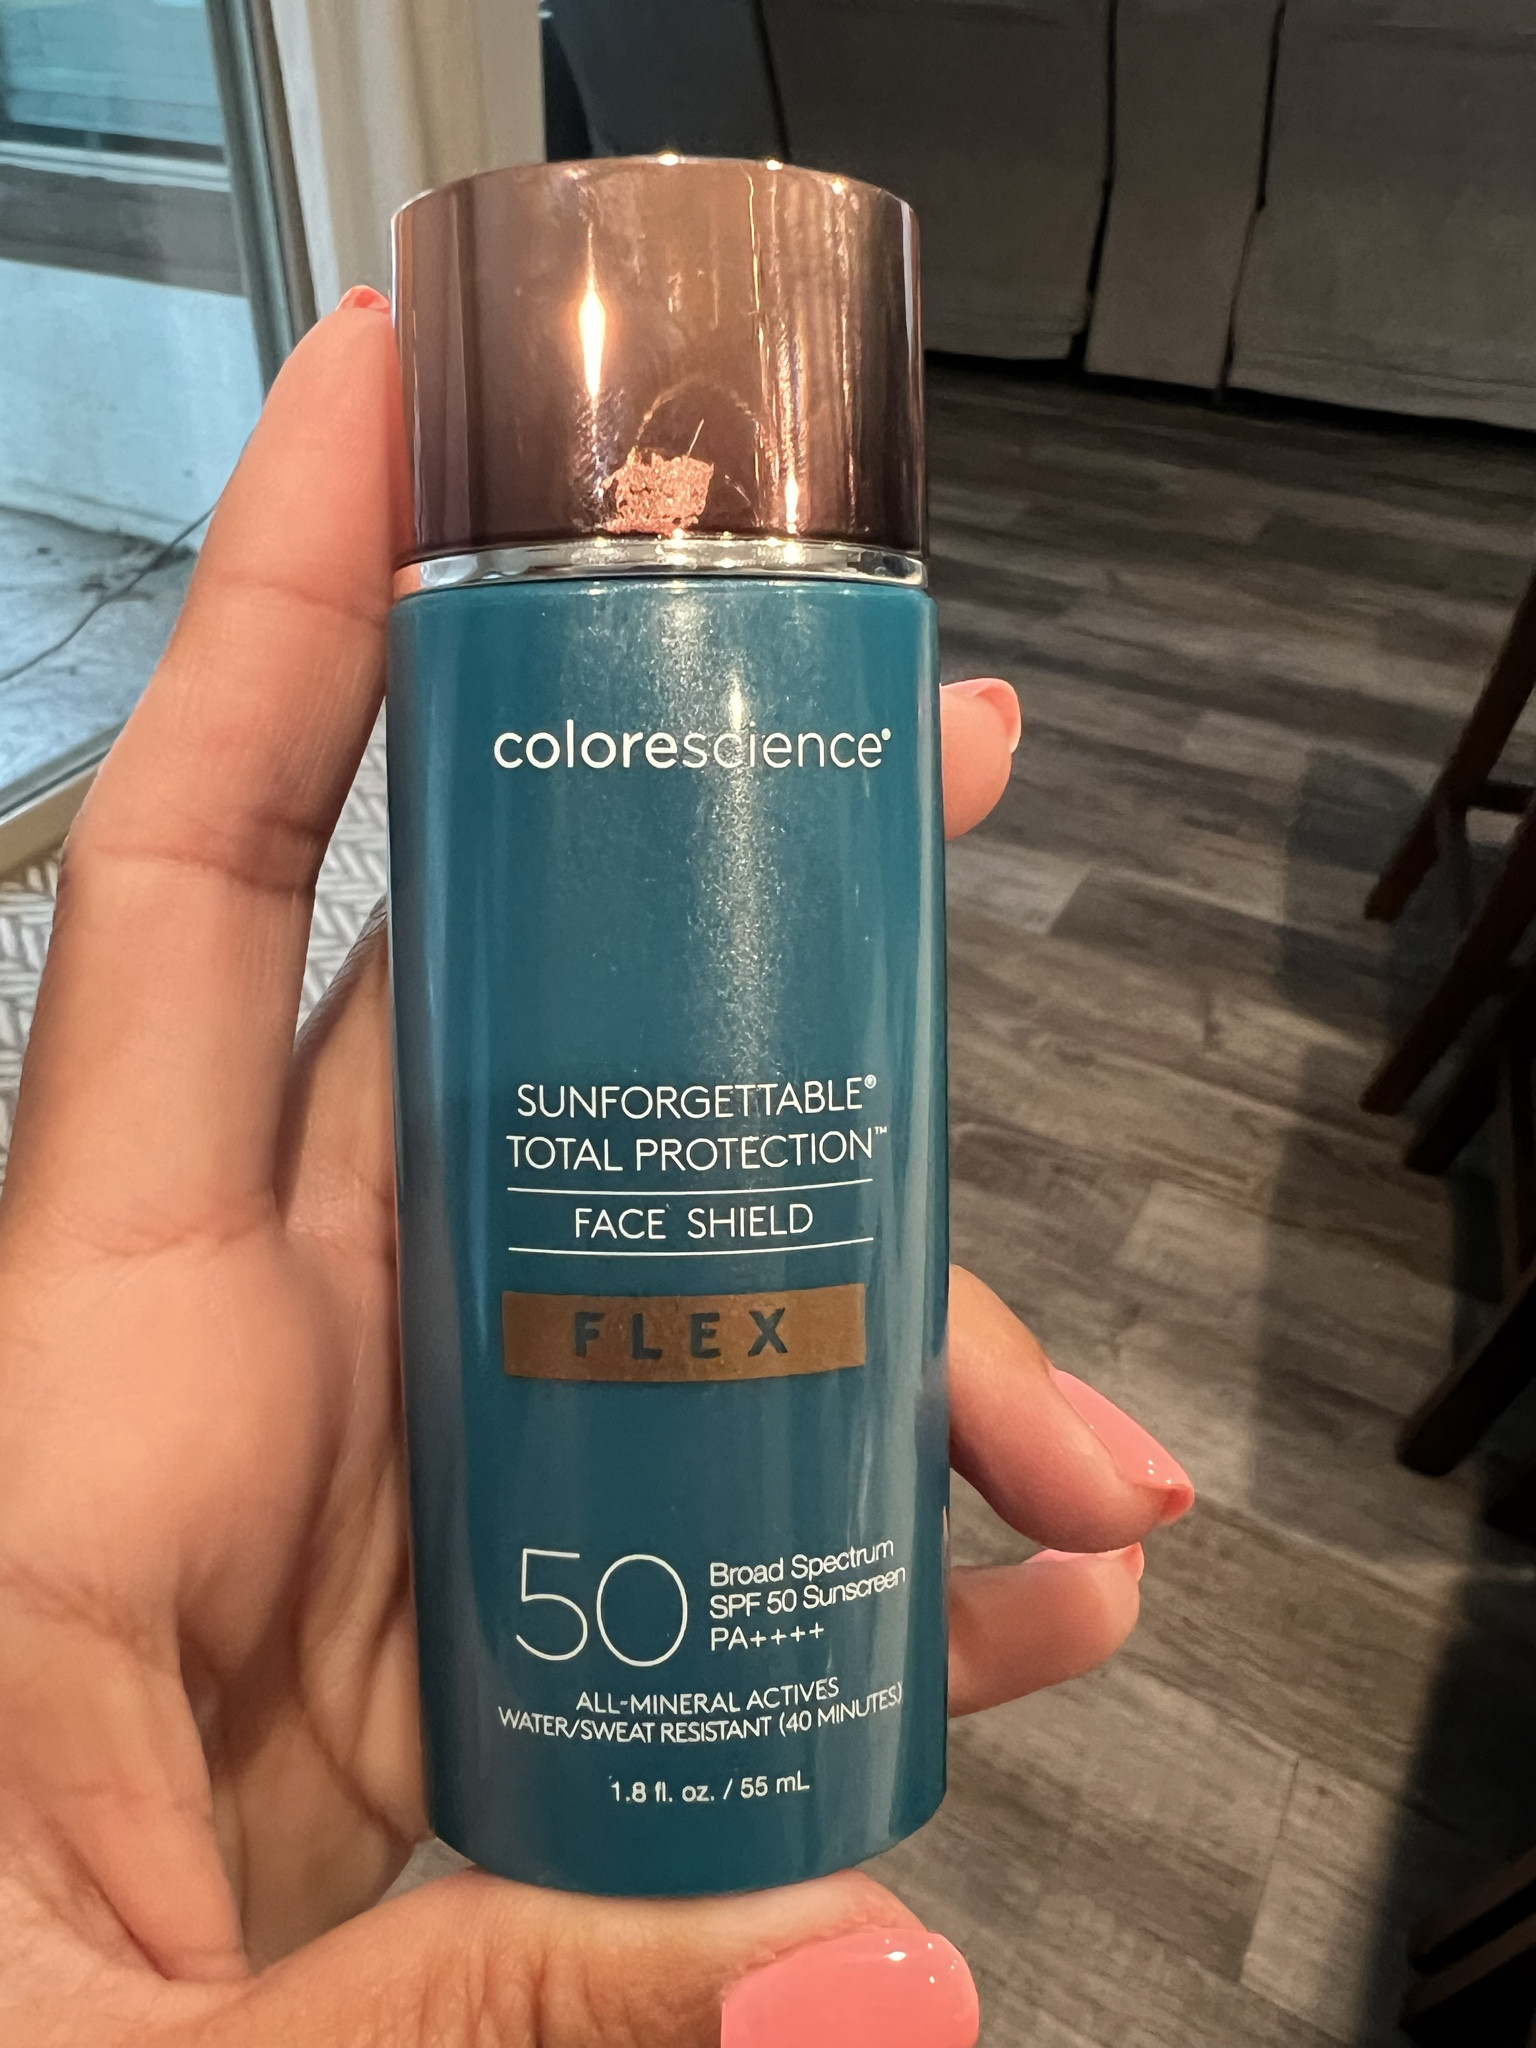 colorescience®
SUNFORGETTABLE®
TOTAL PROTECTION™
FACE SHIELD
FLEX
50
Broad Spectrum
SPF 50 Sunscreen
PA++++
ALL-MINERAL ACTIVES
WATER/SWEAT RESISTANT (40 MINUTES)
1.8 fl. oz. / 55 mL